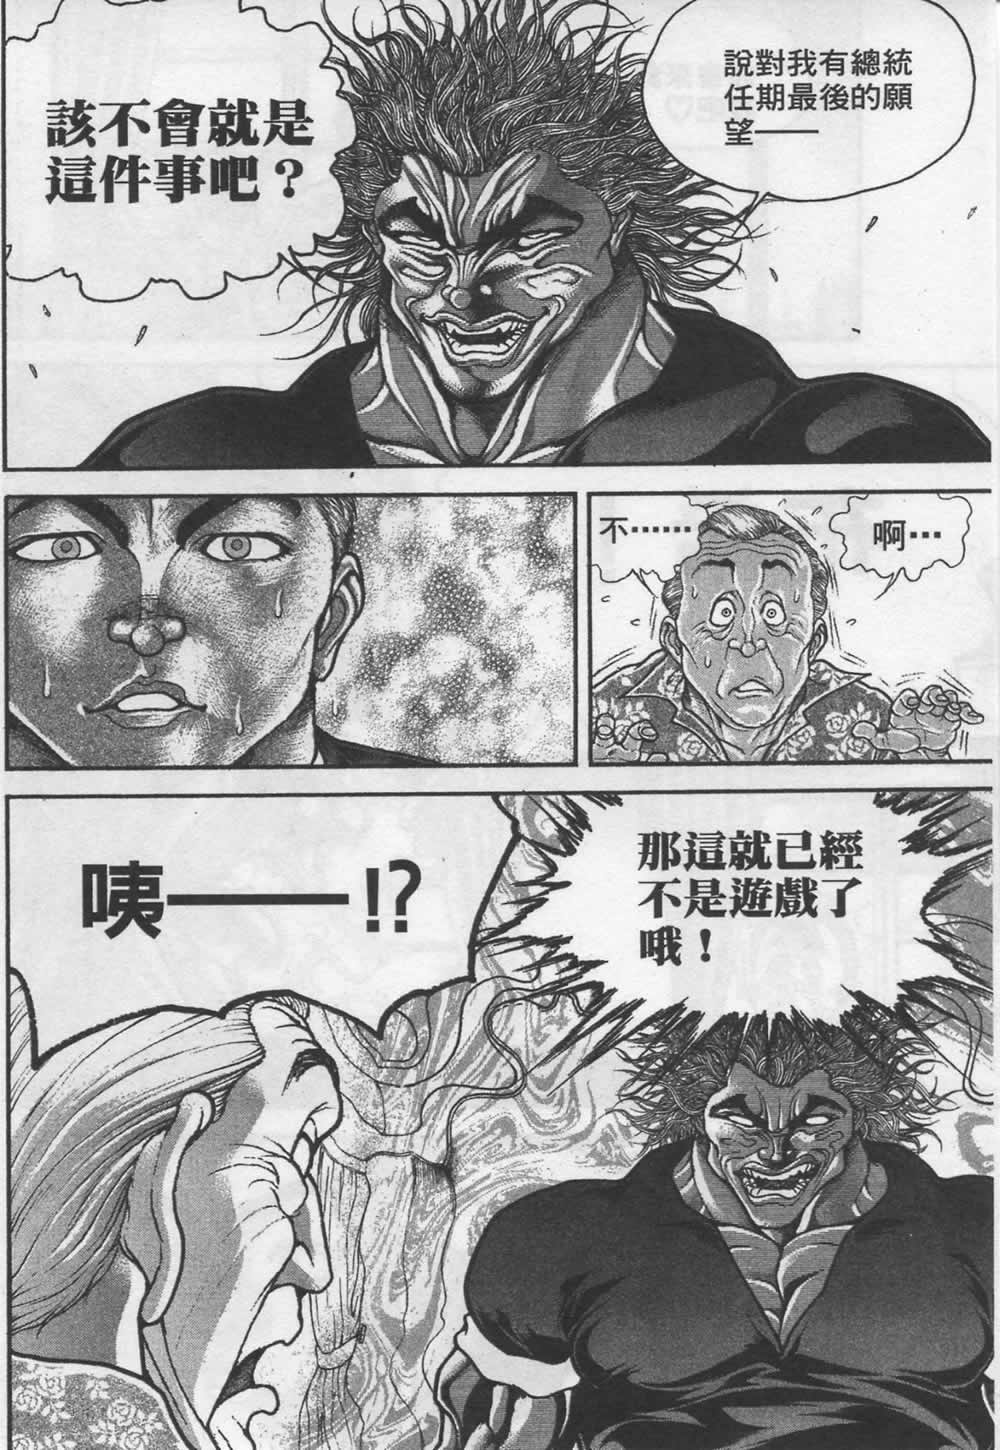 說對我有總統
任期最後的願
望——
該不會就是
這件事吧？
啊…
不……
那這就已經
不是遊戲了
哦！
咦——!?